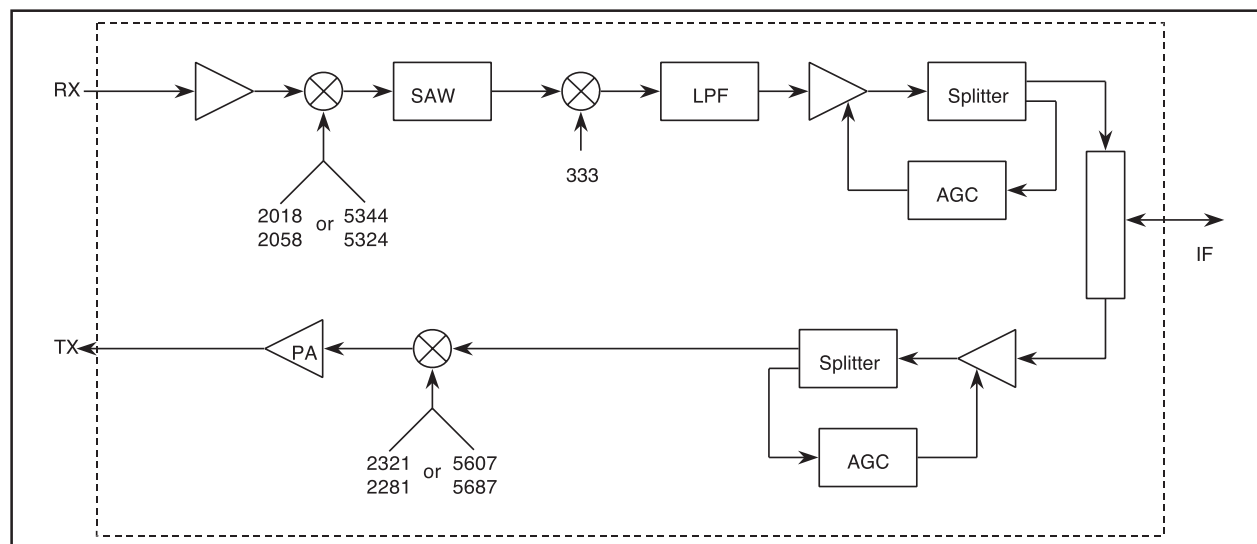 RX
SAW
LPF
Splitter
333
AGC
2018 or 5344
2058 5324
IF
TX
PA
Splitter
AGC
2321 or 5607
2281 5687